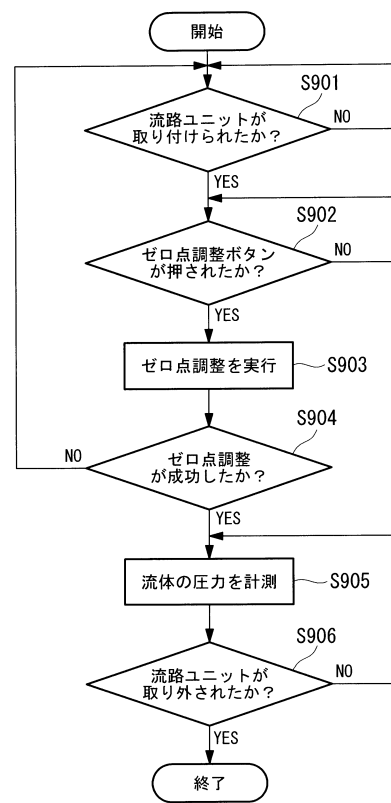 開始
S901
流路ユニットが
取り付けられたか？
NO
YES
S902
ゼロ点調整ボタン
が押されたか？
NO
YES
ゼロ点調整を実行
S903
S904
ゼロ点調整
が成功したか？
NO
YES
流体の圧力を計測
S905
S906
流路ユニットが
取り外されたか？
NO
YES
終了